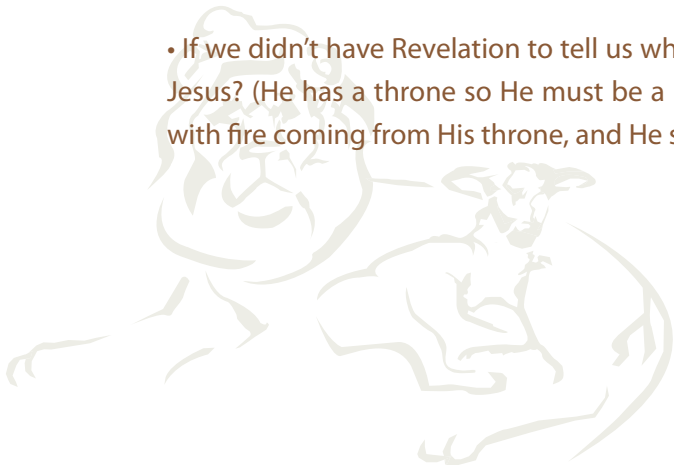 • If we didn’t have Revelation to tell us wh
Jesus? (He has a throne so He must be a
with fire coming from His throne, and He s